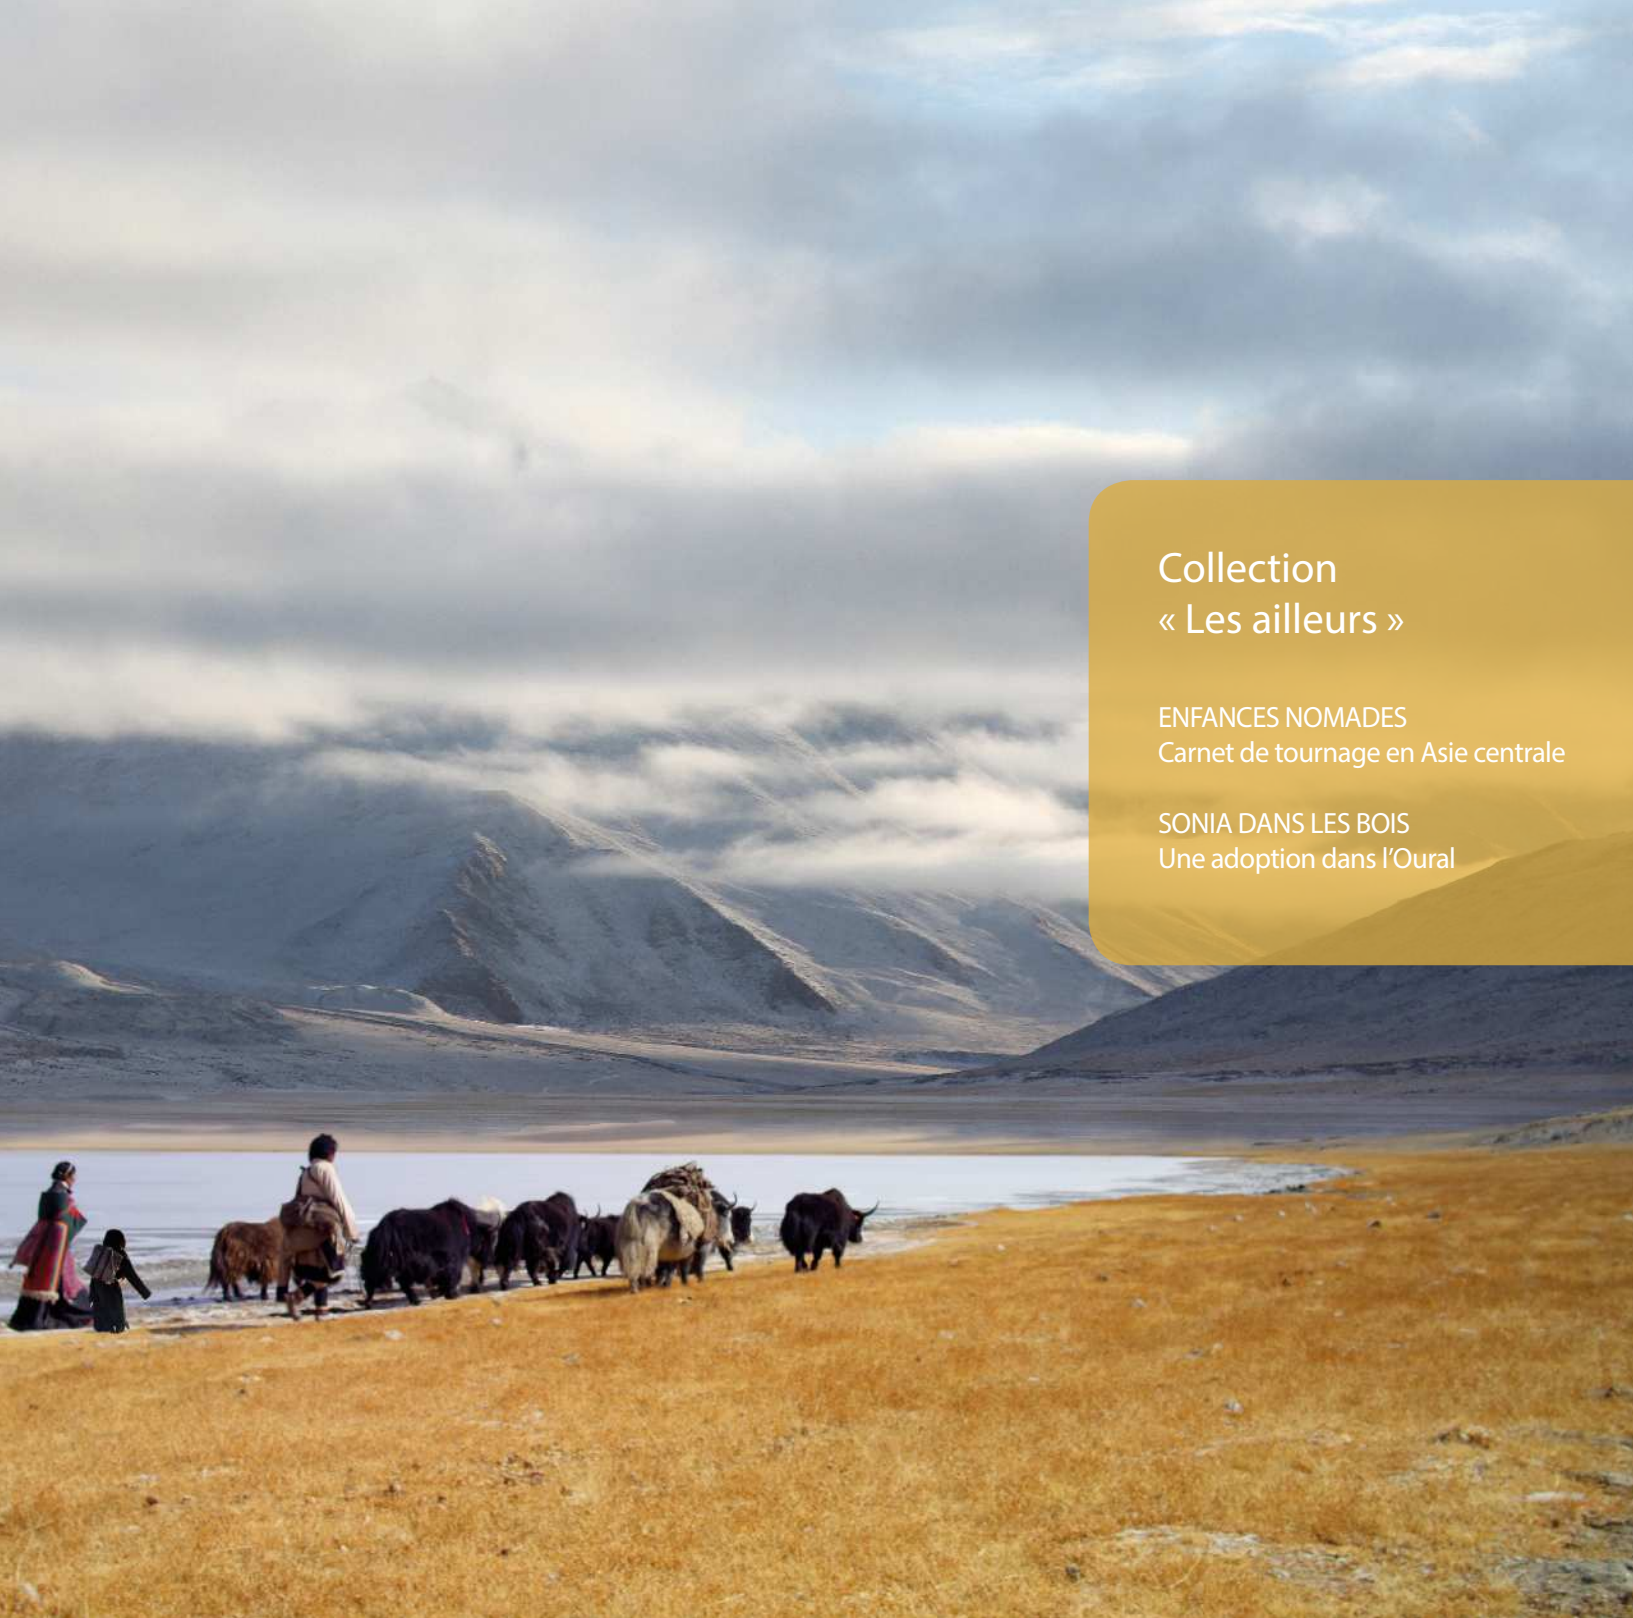 Collection
« Les ailleurs »
ENFANCES NOMADES
Carnet de tournage en Asie centrale
SONIA DANS LES BOIS
Une adoption dans l’Oural